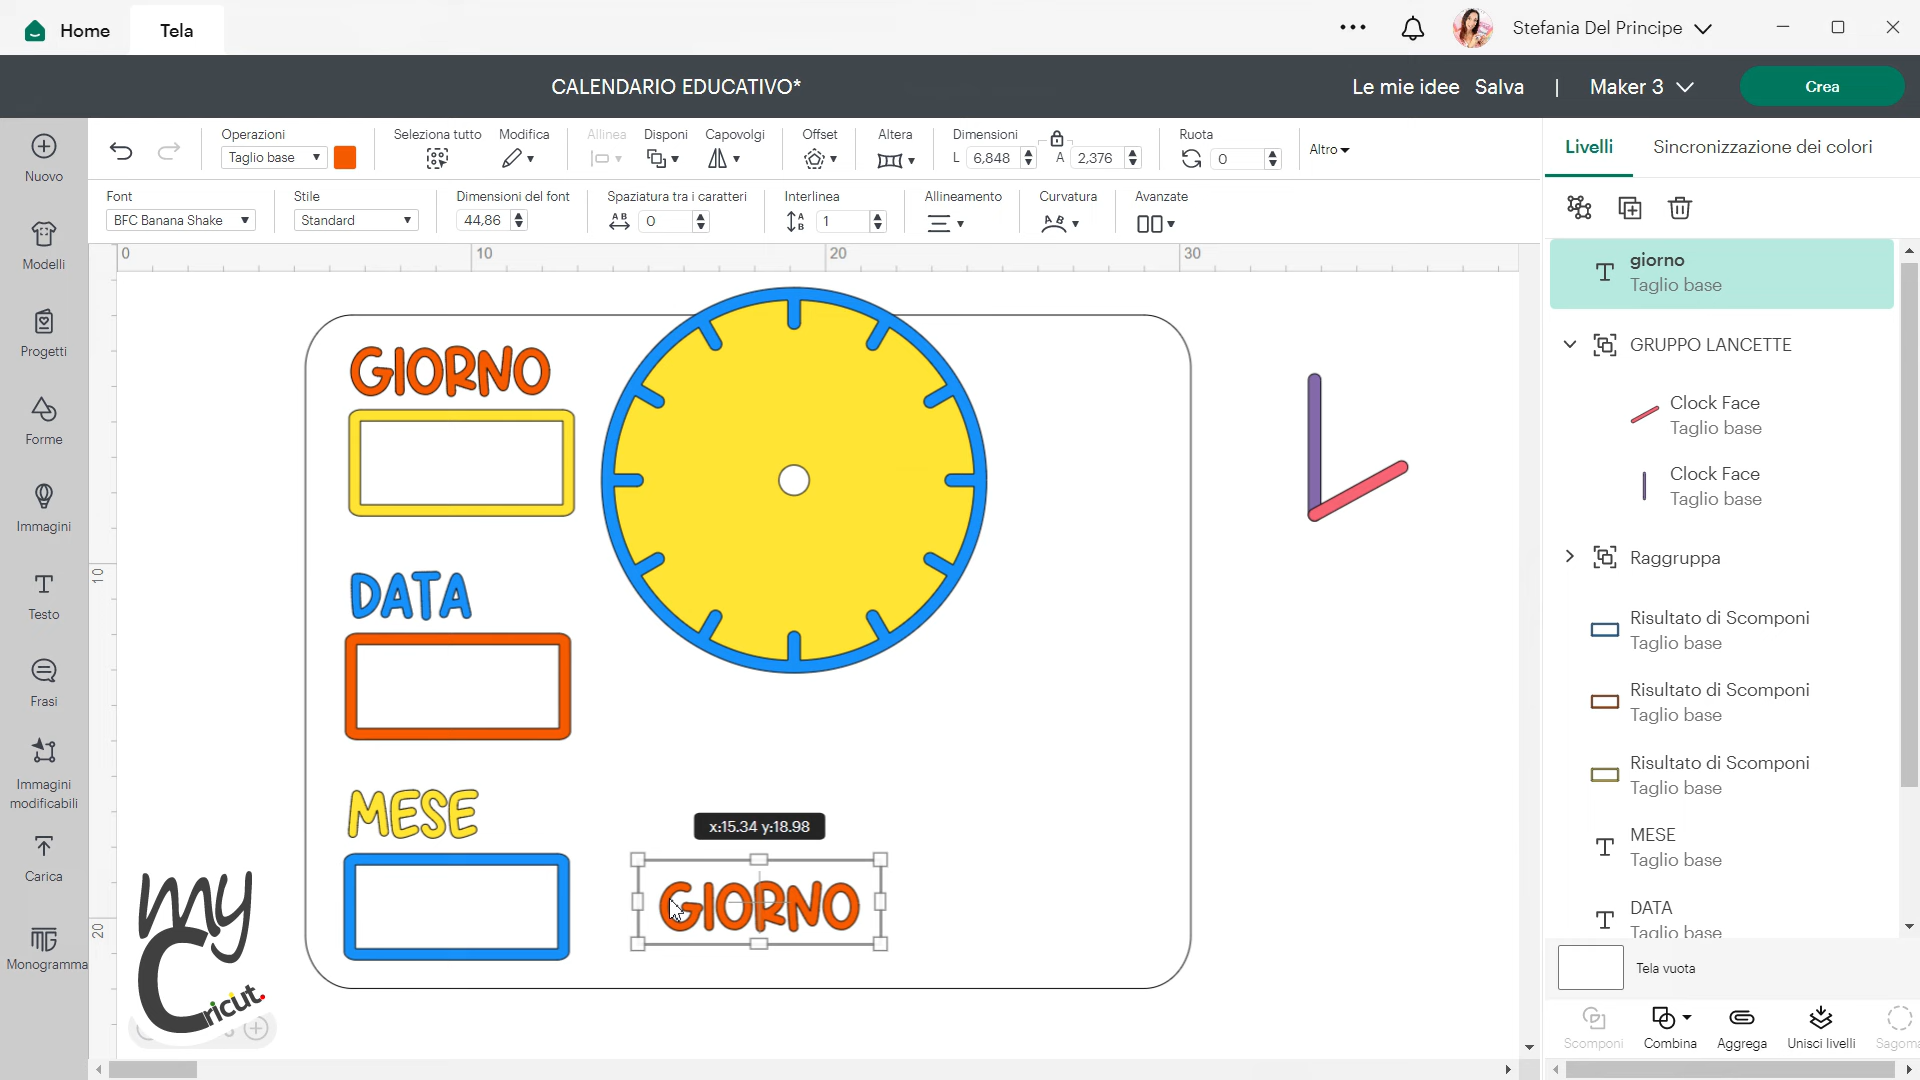 Home
Tela
Stefania Del Principe
CALENDARIO EDUCATIVO*
Le mie idee
Salva
|
Maker 3
Crea
Operazioni
Taglio base
Seleziona tutto
Modifica
Allinea
Disponi
Capovolgi
Offset
Altera
Dimensioni
L 6,848
A 2,376
Ruota
0
Altro
Font
BFC Banana Shake
Stile
Standard
Dimensioni del font
44,86
Spaziatura tra i caratteri
0
Interlinea
1
Allineamento
Curvatura
Avanzate
Nuovo
Modelli
Progetti
Forme
Immagini
Testo
Frasi
Immagini
modificabili
Carica
Monogramma
0
10
20
30
10
20
GIORNO
DATA
MESE
x:15.34 y:18.98
GIORNO
my
Cricut.
Livelli
Sincronizzazione dei colori
giorno
Taglio base
GRUPPO LANCETTE
Clock Face
Taglio base
Clock Face
Taglio base
Raggruppa
Risultato di Scomponi
Taglio base
Risultato di Scomponi
Taglio base
Risultato di Scomponi
Taglio base
MESE
Taglio base
DATA
Taglio base
Tela vuota
Scomponi
Combina
Aggrega
Unisci livelli
Sagoma